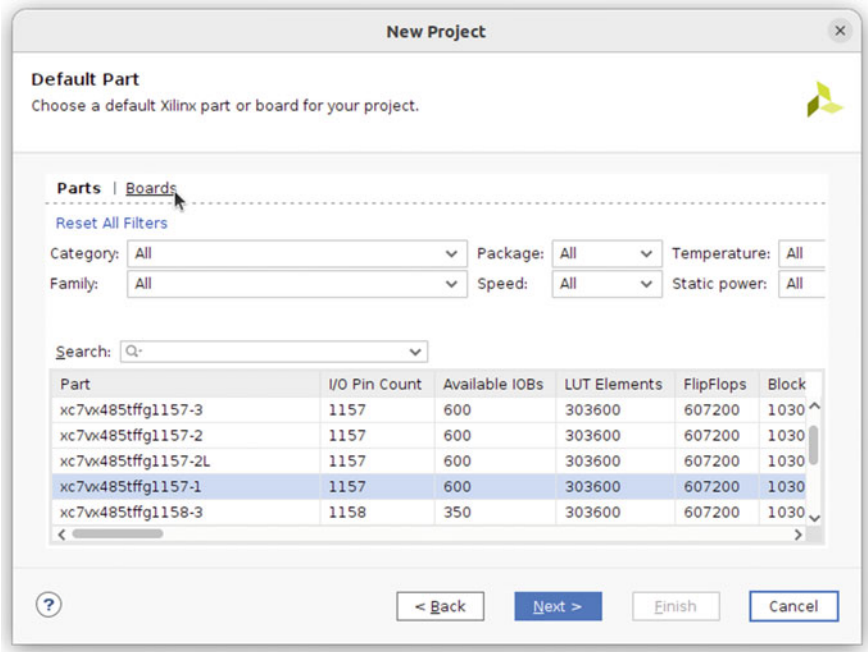 New Project
Default Part
Choose a default Xilinx part or board for your project.
Parts | Boards
Reset All Filters
Category: All Package: All Temperature: All
Family: All Speed: All Static power: All
Search: Q-
Part I/O Pin Count Available IOBs LUT Elements FlipFlops Block
xc7vx485tffg1157-3 1157 600 303600 607200 1030
xc7vx485tffg1157-2 1157 600 303600 607200 1030
xc7vx485tffg1157-2L 1157 600 303600 607200 1030
xc7vx485tffg1157-1 1157 600 303600 607200 1030
xc7vx485tffg1158-3 1158 350 303600 607200 1030
? < Back Next > Finish Cancel